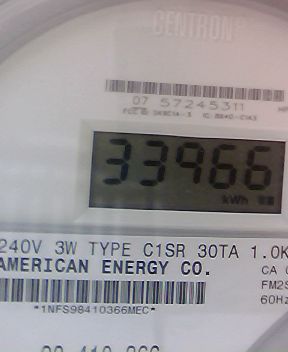 CENTRON
07 57245311
33966
kWh
240V 3W TYPE C1SR 30TA 1.0K
AMERICAN ENERGY CO.
CA
FM2S
60Hz
*1NFS98410366MEC*